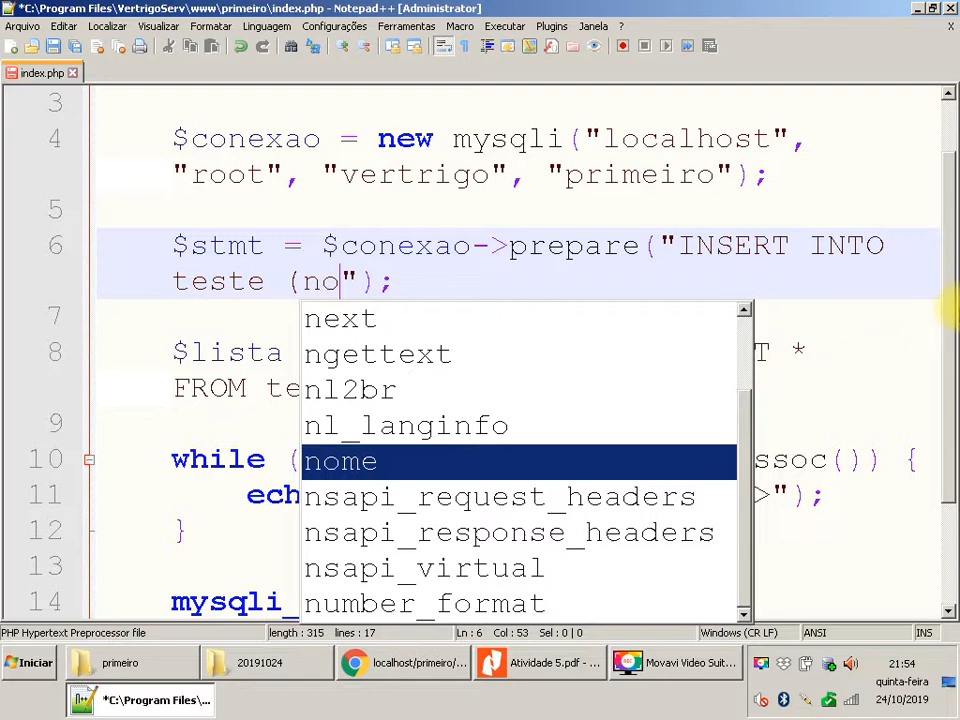 *C:\Program Files\VertrigoServ\www\primeiro\index.php - Notepad++ [Administrator]
Arquivo Editar Localizar Visualizar Formatar Linguagem Configurações Ferramentas Macro Executar Plugins Janela ? X
index.php
3
4 $conexao = new mysqli("localhost",
"root", "vertrigo", "primeiro");
5
6 $stmt = $conexao->prepare("INSERT INTO
teste (no");
7
next
8 $lista T *
ngettext
FROM te
nl2br
9
nl_langinfo
10 while ( ssoc()) {
nome
11 ech >");
nsapi_request_headers
12 }
nsapi_response_headers
13
nsapi_virtual
14 mysqli_
number_format
PHP Hypertext Preprocessor file length : 315 lines : 17 Ln : 6 Col : 53 Sel : 0 | 0 Windows (CR LF) ANSI INS
Iniciar primeiro 20191024 localhost/primeiro/... Atividade 5.pdf - ... Movavi Video Suit... 21:54
quinta-feira
*C:\Program Files\... 24/10/2019